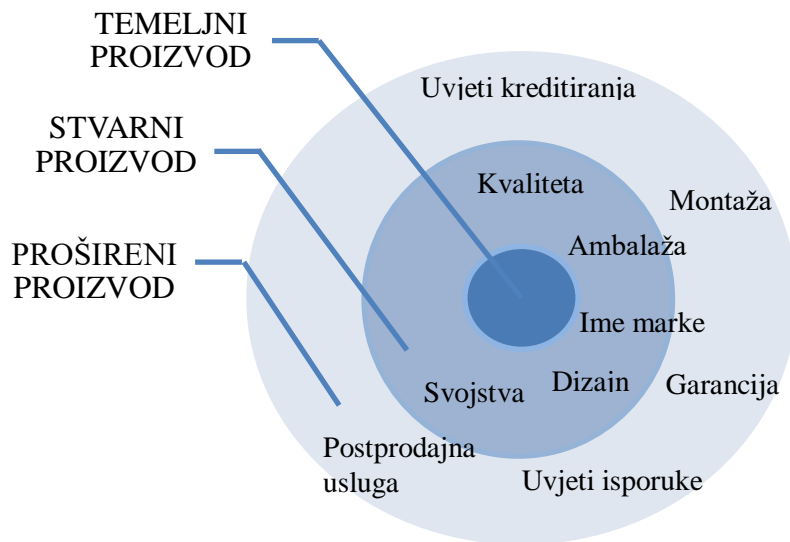 TEMELJNI
PROIZVOD
STVARNI
PROIZVOD
PROŠIRENI
PROIZVOD
Uvjeti kreditiranja
Kvaliteta
Montaža
Ambalaža
Ime marke
Dizajn
Svojstva
Garancija
Postprodajna
usluga
Uvjeti isporuke